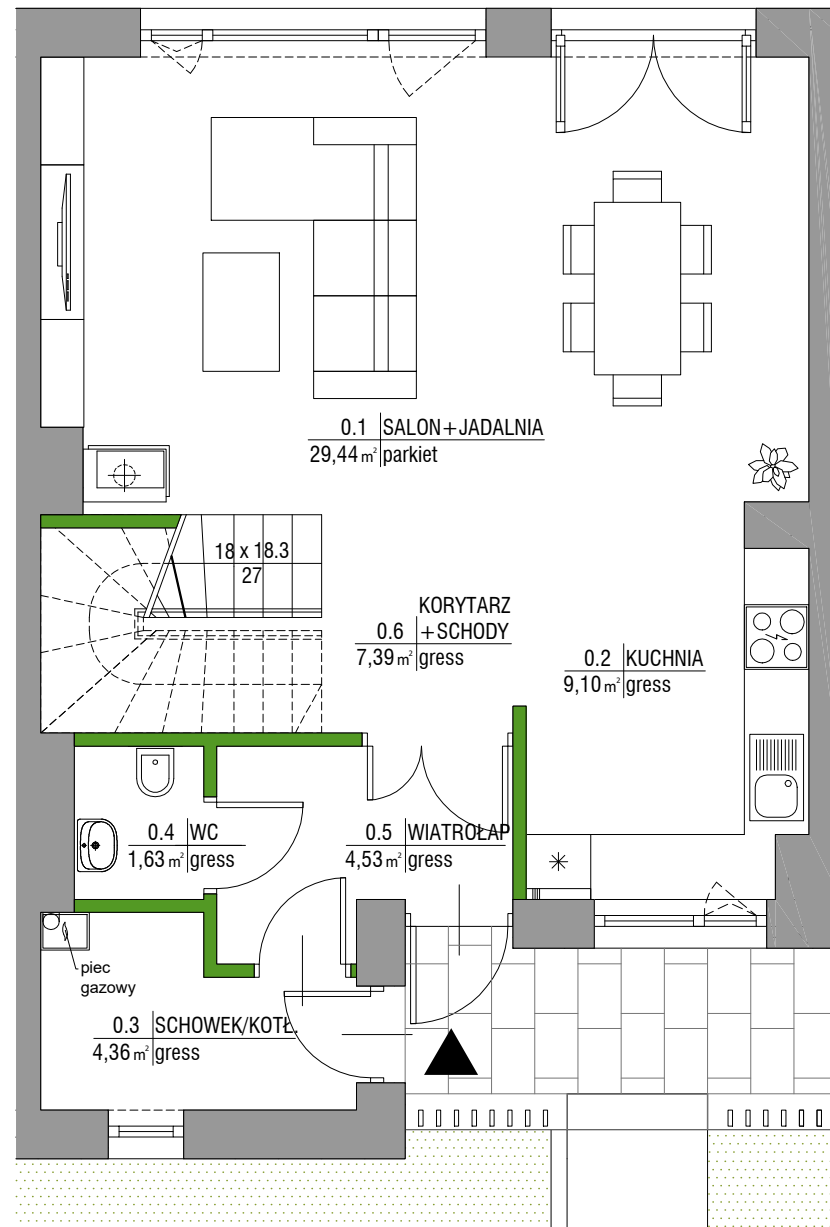 0.1 SALON+JADALNIA
29,44 m² parkiet
18 x 18.3
27
KORYTARZ
0.6 +SCHODY
7,39 m² gress
0.2 KUCHNIA
9,10 m² gress
0.4 WC
1,63 m² gress
0.5 WIATROŁAP
4,53 m² gress
piec
gazowy
0.3 SCHOWEK/KOTŁ.
4,36 m² gress